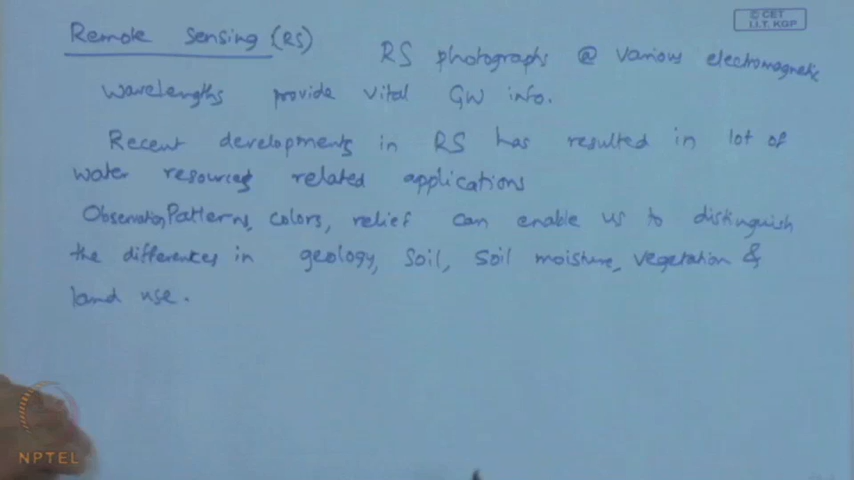 © CET
I.I.T. KGP
Remote Sensing (RS)
RS photographs @ various electromagnetic
wavelengths provide vital GW info.
Recent developments in RS has resulted in lot of
water resources related applications
Observation, Patterns, colors, relief can enable us to distinguish
the differences in geology, soil, soil moisture, vegetation &
land use.
NPTEL